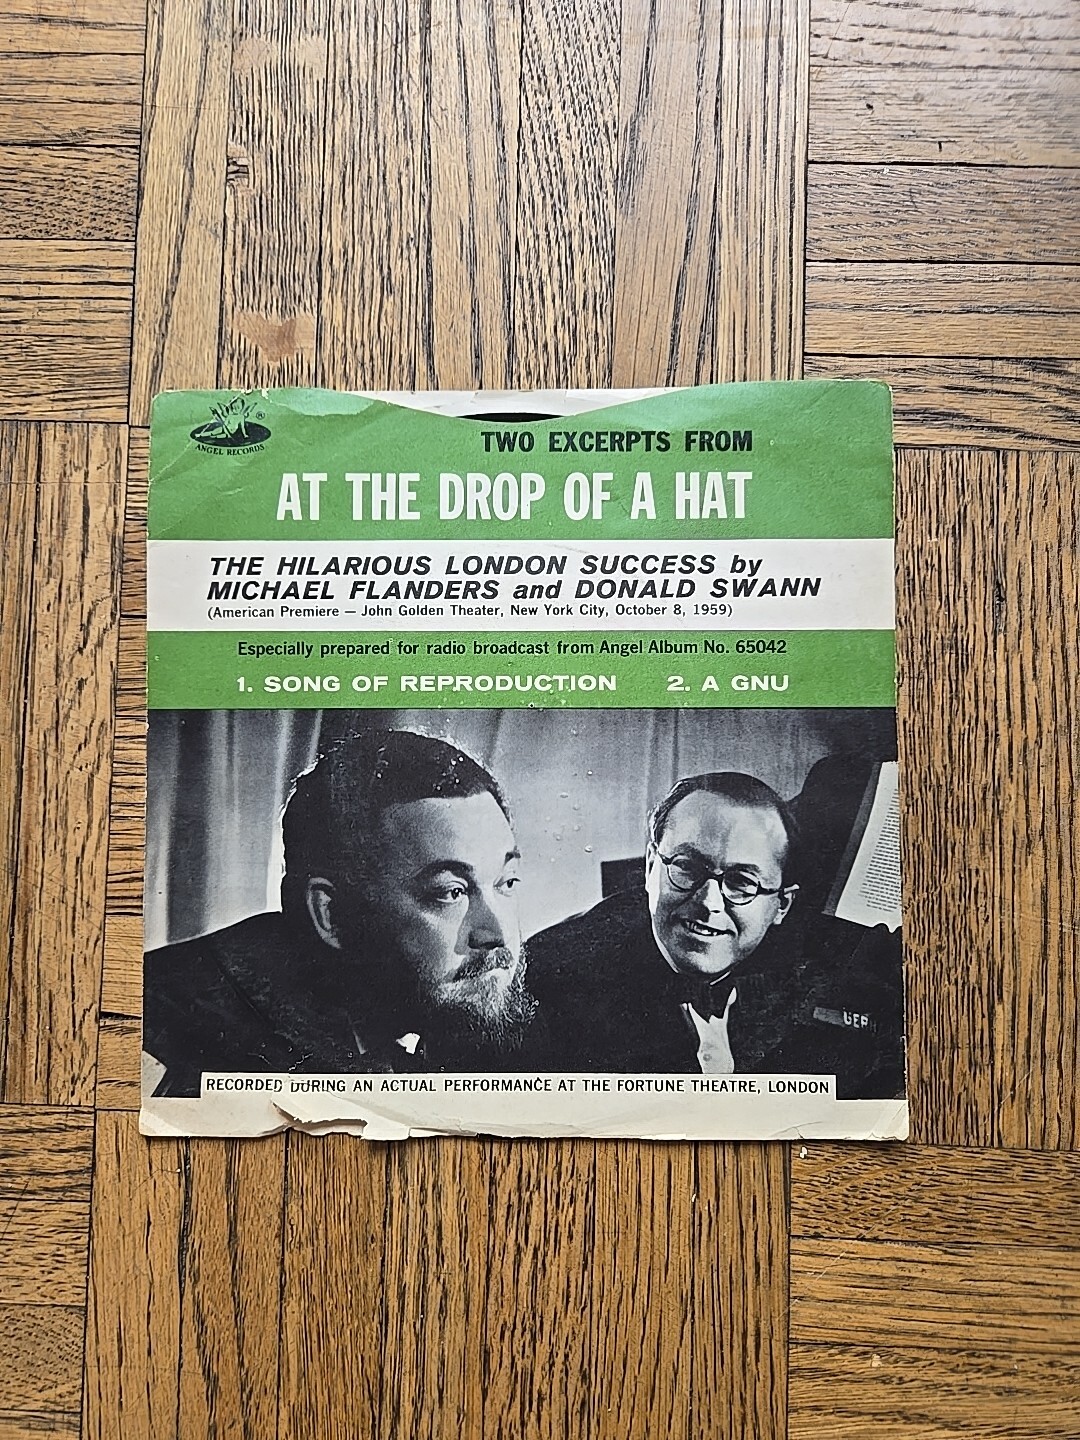 ®
ANGEL RECORDS
TWO EXCERPTS FROM
AT THE DROP OF A HAT
THE HILARIOUS LONDON SUCCESS by
MICHAEL FLANDERS and DONALD SWANN
(American Premiere — John Golden Theater, New York City, October 8, 1959)
Especially prepared for radio broadcast from Angel Album No. 65042
1. SONG OF REPRODUCTION 2. A GNU
RECORDED DURING AN ACTUAL PERFORMANCE AT THE FORTUNE THEATRE, LONDON